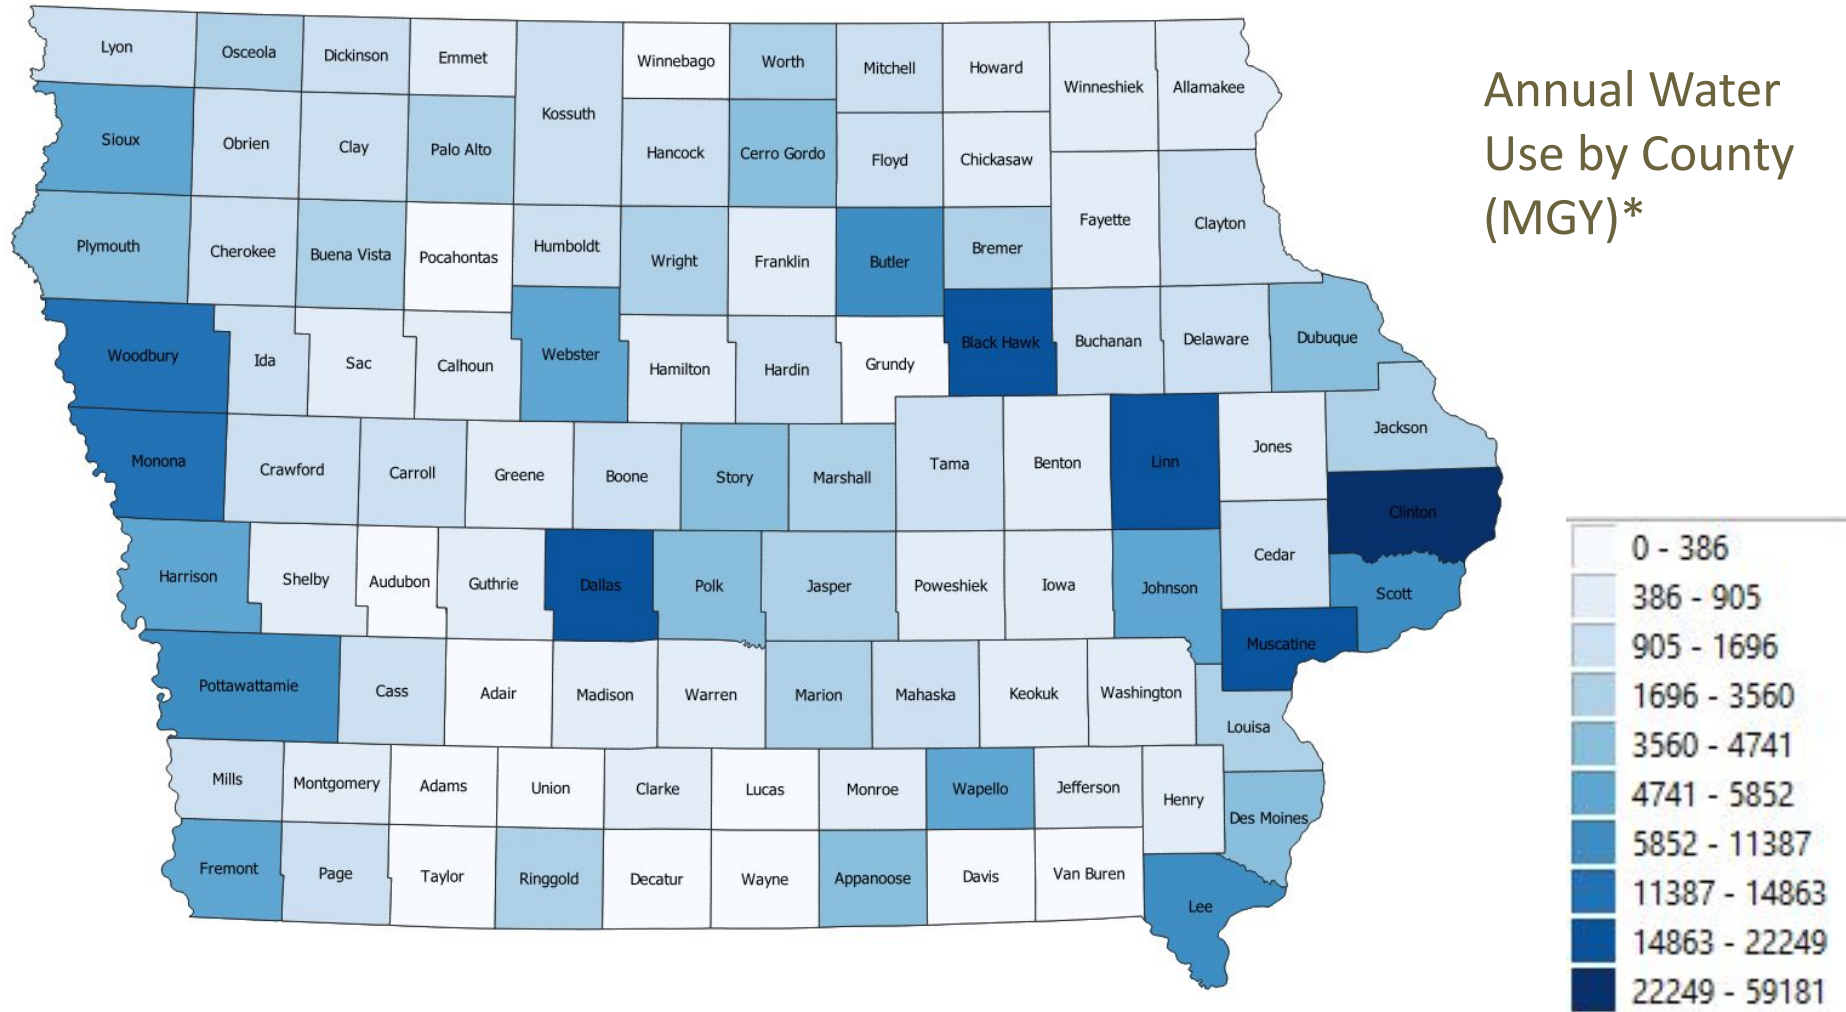 Annual Water
Use by County
(MGY)*
Lyon
Osceola
Dickinson
Emmet
Kossuth
Winnebago
Worth
Mitchell
Howard
Winneshiek
Allamakee
Sioux
Obrien
Clay
Palo Alto
Hancock
Cerro Gordo
Floyd
Chickasaw
Plymouth
Cherokee
Buena Vista
Pocahontas
Humboldt
Wright
Franklin
Butler
Bremer
Fayette
Clayton
Woodbury
Ida
Sac
Calhoun
Webster
Hamilton
Hardin
Grundy
Black Hawk
Buchanan
Delaware
Dubuque
Monona
Crawford
Carroll
Greene
Boone
Story
Marshall
Tama
Benton
Linn
Jones
Jackson
Clinton
Harrison
Shelby
Audubon
Guthrie
Dallas
Polk
Jasper
Poweshiek
Iowa
Johnson
Cedar
Scott
Muscatine
Pottawattamie
Cass
Adair
Madison
Warren
Marion
Mahaska
Keokuk
Washington
Louisa
Mills
Montgomery
Adams
Union
Clarke
Lucas
Monroe
Wapello
Jefferson
Henry
Des Moines
Fremont
Page
Taylor
Ringgold
Decatur
Wayne
Appanoose
Davis
Van Buren
Lee
0 - 386
386 - 905
905 - 1696
1696 - 3560
3560 - 4741
4741 - 5852
5852 - 11387
11387 - 14863
14863 - 22249
22249 - 59181